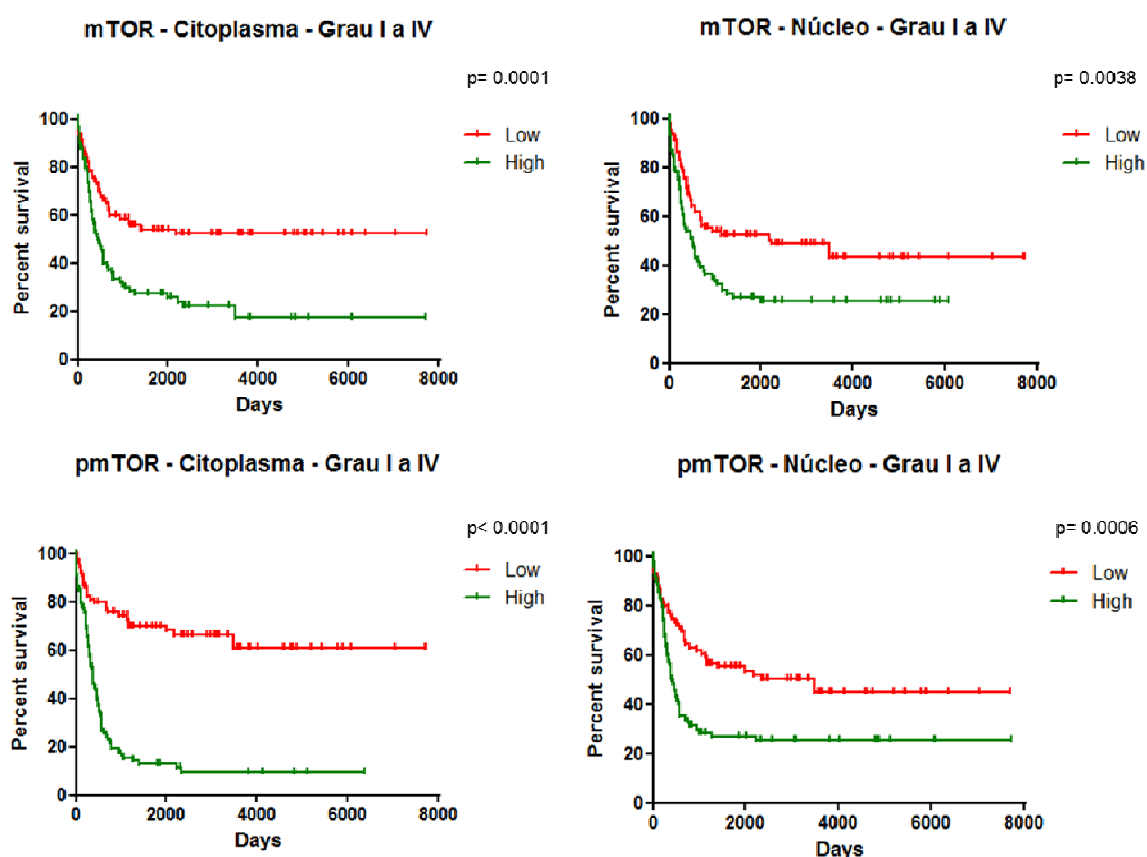 mTOR - Citoplasma - Grau I a IV
p= 0.0001
Low
High
Percent survival
100
80
60
40
20
0
0 2000 4000 6000 8000
Days
mTOR - Núcleo - Grau I a IV
p= 0.0038
Low
High
Percent survival
100
80
60
40
20
0
0 2000 4000 6000 8000
Days
pmTOR - Citoplasma - Grau I a IV
p< 0.0001
Low
High
Percent survival
100
80
60
40
20
0
0 2000 4000 6000 8000
Days
pmTOR - Núcleo - Grau I a IV
p= 0.0006
Low
High
Percent survival
100
80
60
40
20
0
0 2000 4000 6000 8000
Days